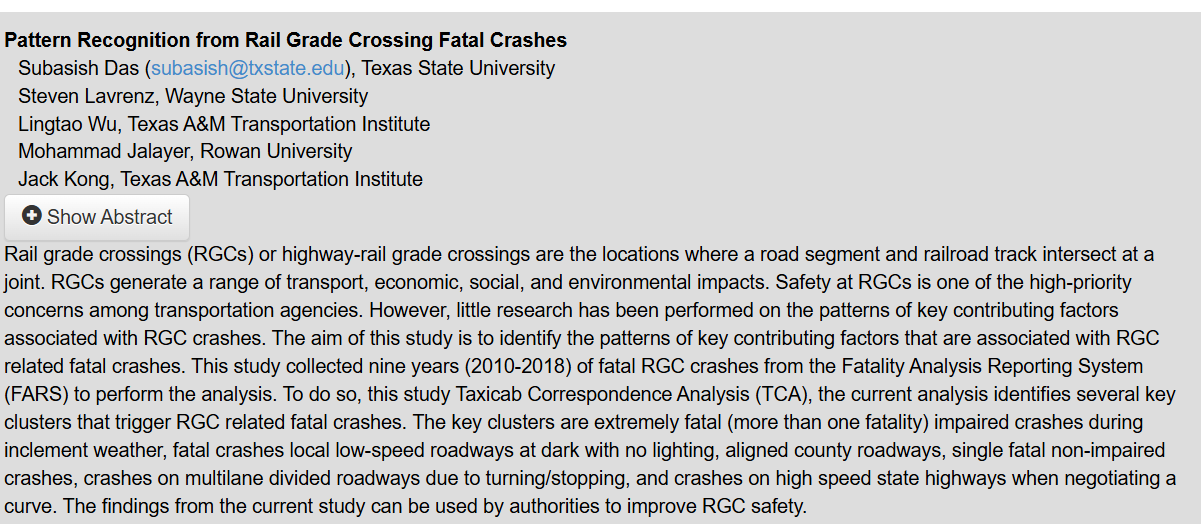 Pattern Recognition from Rail Grade Crossing Fatal Crashes
Subasish Das (subasish@txstate.edu), Texas State University
Steven Lavrenz, Wayne State University
Lingtao Wu, Texas A&M Transportation Institute
Mohammad Jalayer, Rowan University
Jack Kong, Texas A&M Transportation Institute
Show Abstract
Rail grade crossings (RGCs) or highway-rail grade crossings are the locations where a road segment and railroad track intersect at a
joint. RGCs generate a range of transport, economic, social, and environmental impacts. Safety at RGCs is one of the high-priority
concerns among transportation agencies. However, little research has been performed on the patterns of key contributing factors
associated with RGC crashes. The aim of this study is to identify the patterns of key contributing factors that are associated with RGC
related fatal crashes. This study collected nine years (2010-2018) of fatal RGC crashes from the Fatality Analysis Reporting System
(FARS) to perform the analysis. To do so, this study Taxicab Correspondence Analysis (TCA), the current analysis identifies several key
clusters that trigger RGC related fatal crashes. The key clusters are extremely fatal (more than one fatality) impaired crashes during
inclement weather, fatal crashes local low-speed roadways at dark with no lighting, aligned county roadways, single fatal non-impaired
crashes, crashes on multilane divided roadways due to turning/stopping, and crashes on high speed state highways when negotiating a
curve. The findings from the current study can be used by authorities to improve RGC safety.